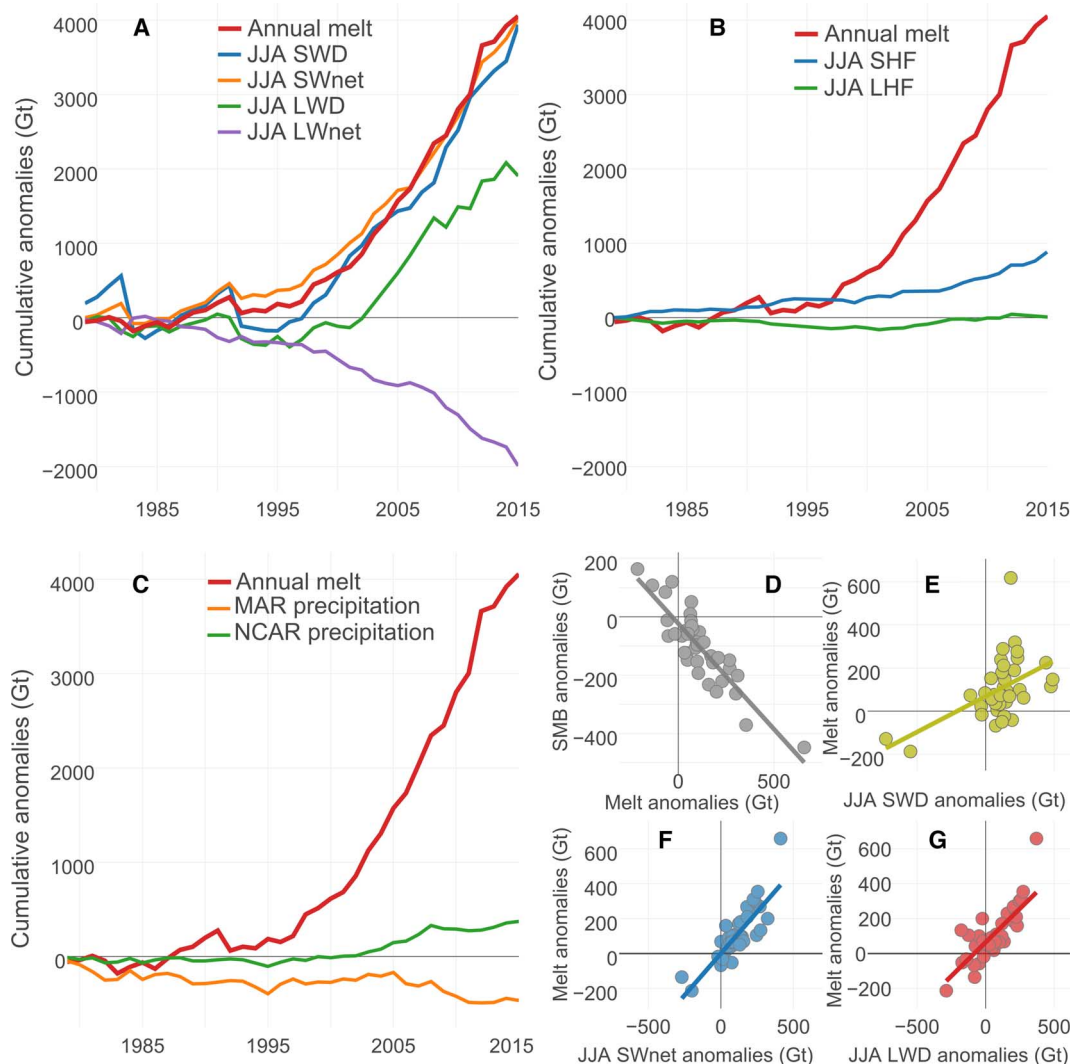 A
Annual melt
JJA SWD
JJA SWnet
JJA LWD
JJA LWnet
Cumulative anomalies (Gt)
4000
3000
2000
1000
0
−1000
−2000
1985
1995
2005
2015
B
Annual melt
JJA SHF
JJA LHF
Cumulative anomalies (Gt)
4000
3000
2000
1000
0
−1000
−2000
1985
1995
2005
2015
C
Annual melt
MAR precipitation
NCAR precipitation
Cumulative anomalies (Gt)
4000
3000
2000
1000
0
1985
1995
2005
2015
D
SMB anomalies (Gt)
200
0
−200
−400
0
500
Melt anomalies (Gt)
E
Melt anomalies (Gt)
600
400
200
0
−200
JJA SWD anomalies (Gt)
F
Melt anomalies (Gt)
600
400
200
0
−200
−500
0
500
JJA SWnet anomalies (Gt)
G
Melt anomalies (Gt)
600
400
200
0
−200
−500
0
500
JJA LWD anomalies (Gt)